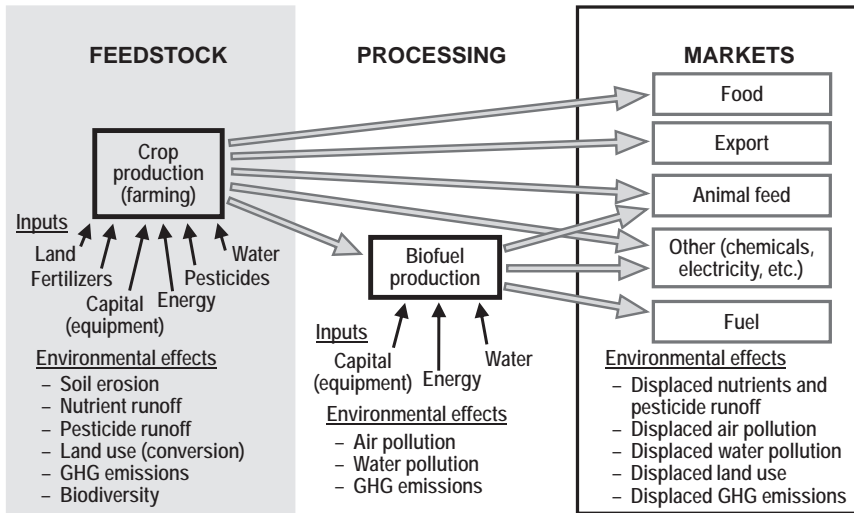 FEEDSTOCK
Crop
production
(farming)
Inputs
Land
Fertilizers
Capital
(equipment)
Energy
Pesticides
Water
Environmental effects
– Soil erosion
– Nutrient runoff
– Pesticide runoff
– Land use (conversion)
– GHG emissions
– Biodiversity
PROCESSING
Biofuel
production
Inputs
Capital
(equipment)
Energy
Water
Environmental effects
– Air pollution
– Water pollution
– GHG emissions
MARKETS
Food
Export
Animal feed
Other (chemicals,
electricity, etc.)
Fuel
Environmental effects
– Displaced nutrients and
pesticide runoff
– Displaced air pollution
– Displaced water pollution
– Displaced land use
– Displaced GHG emissions